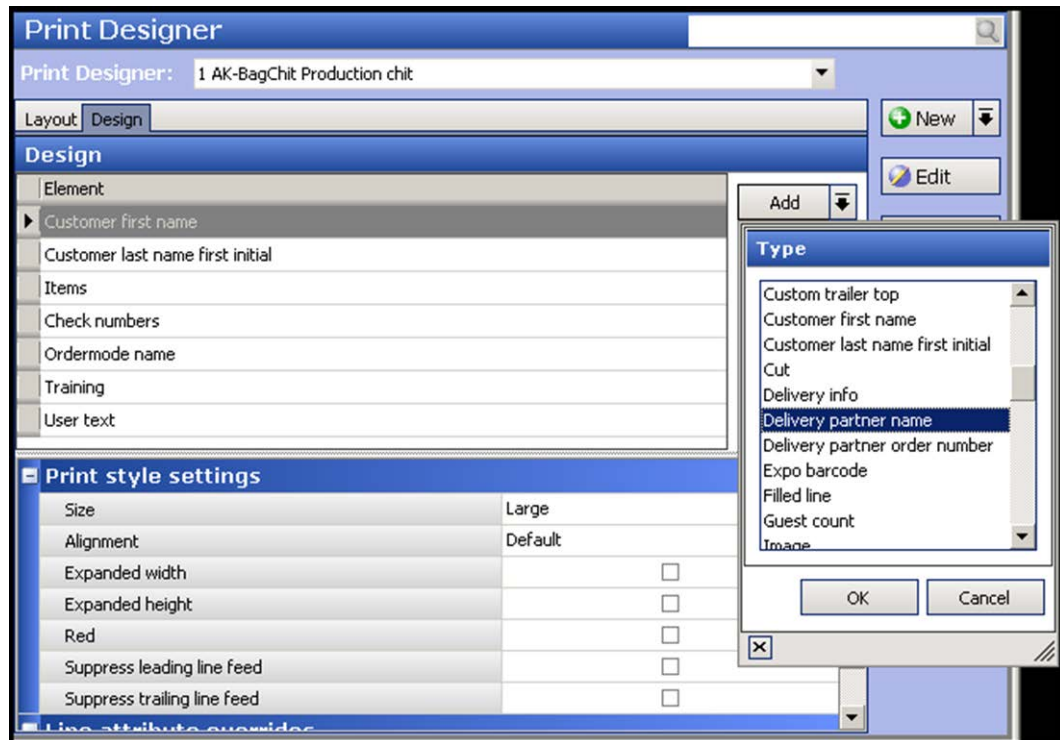 Print Designer
Print Designer: 1 AK-BagChit Production chit
Layout Design
New
Design
Edit
Element
Add
Customer first name
Customer last name first initial
Items
Check numbers
Ordermode name
Training
User text
Type
Custom trailer top
Customer first name
Customer last name first initial
Cut
Delivery info
Delivery partner name
Delivery partner order number
Expo barcode
Filled line
Guest count
Image
OK Cancel
Print style settings
Size Large
Alignment Default
Expanded width
Expanded height
Red
Suppress leading line feed
Suppress trailing line feed
Line attribute overrides